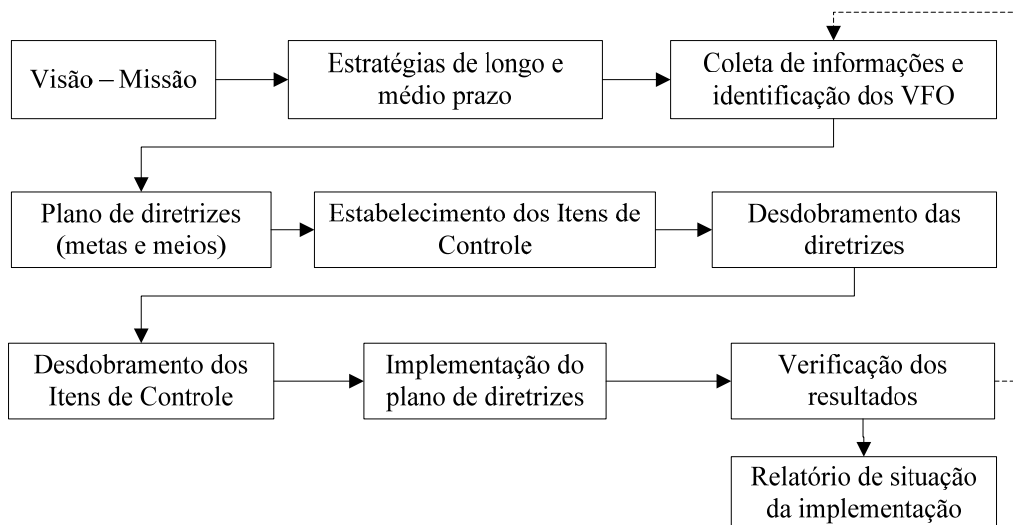 Visão – Missão
Estratégias de longo e
médio prazo
Coleta de informações e
identificação dos VFO
Plano de diretrizes
(metas e meios)
Estabelecimento dos Itens de
Controle
Desdobramento das
diretrizes
Desdobramento dos
Itens de Controle
Implementação do
plano de diretrizes
Verificação dos
resultados
Relatório de situação
da implementação